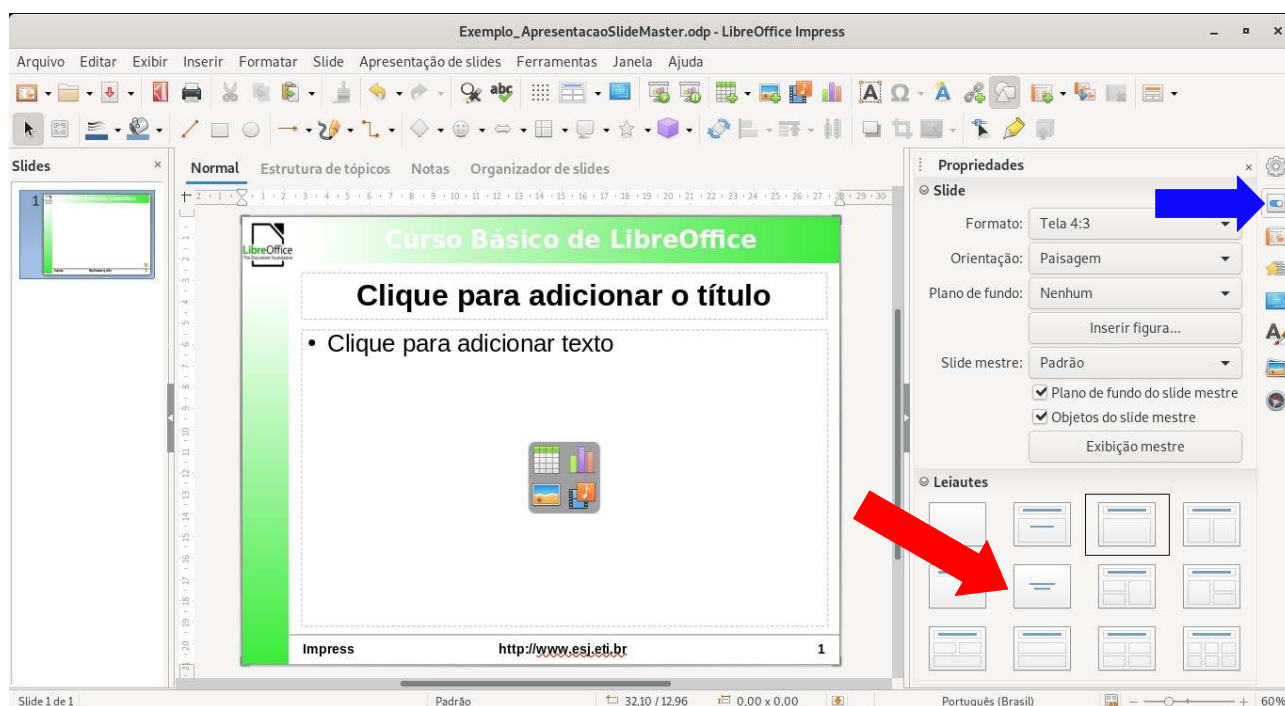 Exemplo_ApresentacaoSlideMaster.odp - LibreOffice Impress
Arquivo Editar Exibir Inserir Formatar Slide Apresentação de slides Ferramentas Janela Ajuda
Slides
Normal Estrutura de tópicos Notas Organizador de slides
1
LibreOffice
The Document Foundation
Curso Básico de LibreOffice
Clique para adicionar o título
• Clique para adicionar texto
Impress http://www.esj.eti.br 1
Propriedades
Slide
Formato: Tela 4:3
Orientação: Paisagem
Plano de fundo: Nenhum
Inserir figura...
Slide mestre: Padrão
Plano de fundo do slide mestre
Objetos do slide mestre
Exibição mestre
Leiautes
Slide 1 de 1 Padrão 32,10 / 12,96 0,00 x 0,00 Português (Brasil) 60%